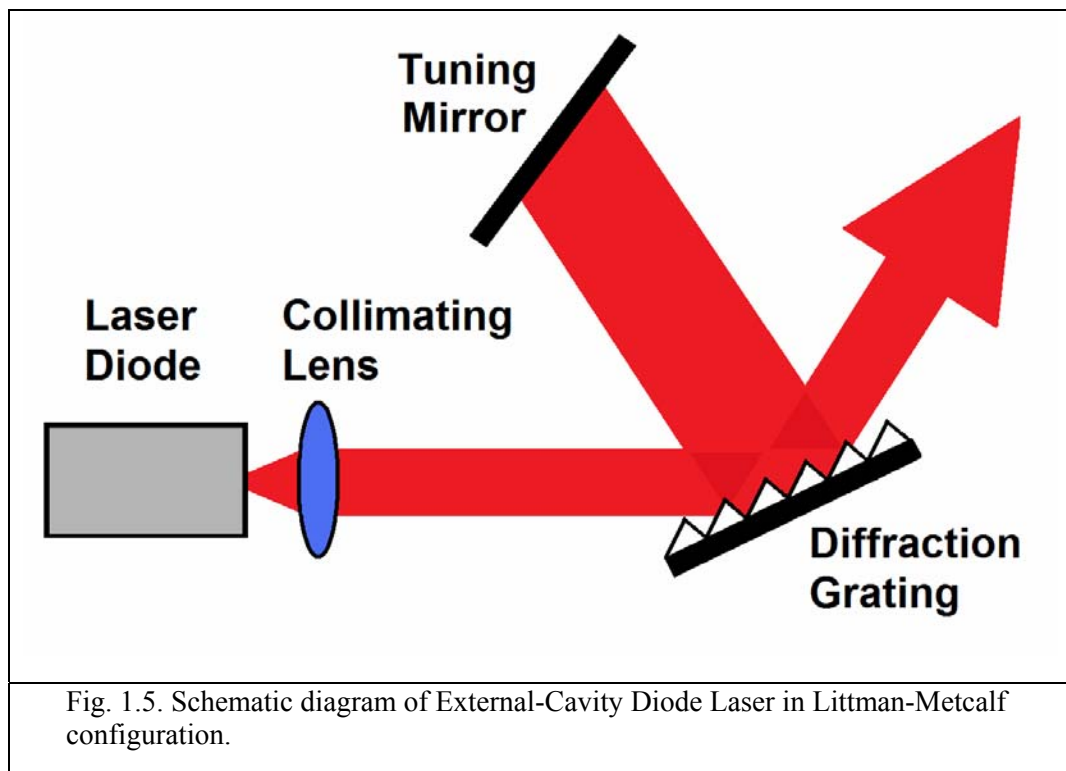 Tuning
Mirror
Laser
Diode
Collimating
Lens
Diffraction
Grating
Fig. 1.5. Schematic diagram of External-Cavity Diode Laser in Littman-Metcalf
configuration.